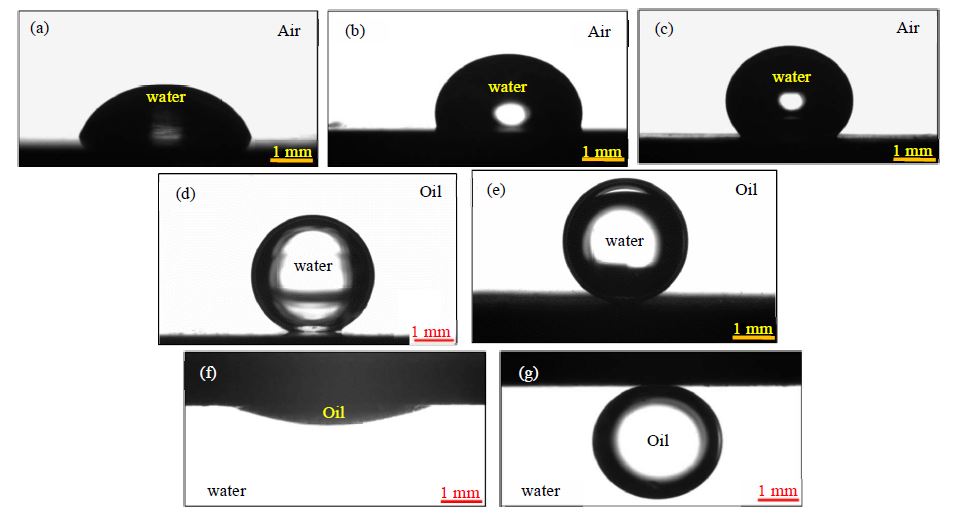 (a)
Air
water
1 mm
(b)
Air
water
1 mm
(c)
Air
water
1 mm
(d)
Oil
water
1 mm
(e)
Oil
water
1 mm
(f)
Oil
water
1 mm
(g)
Oil
water
1 mm